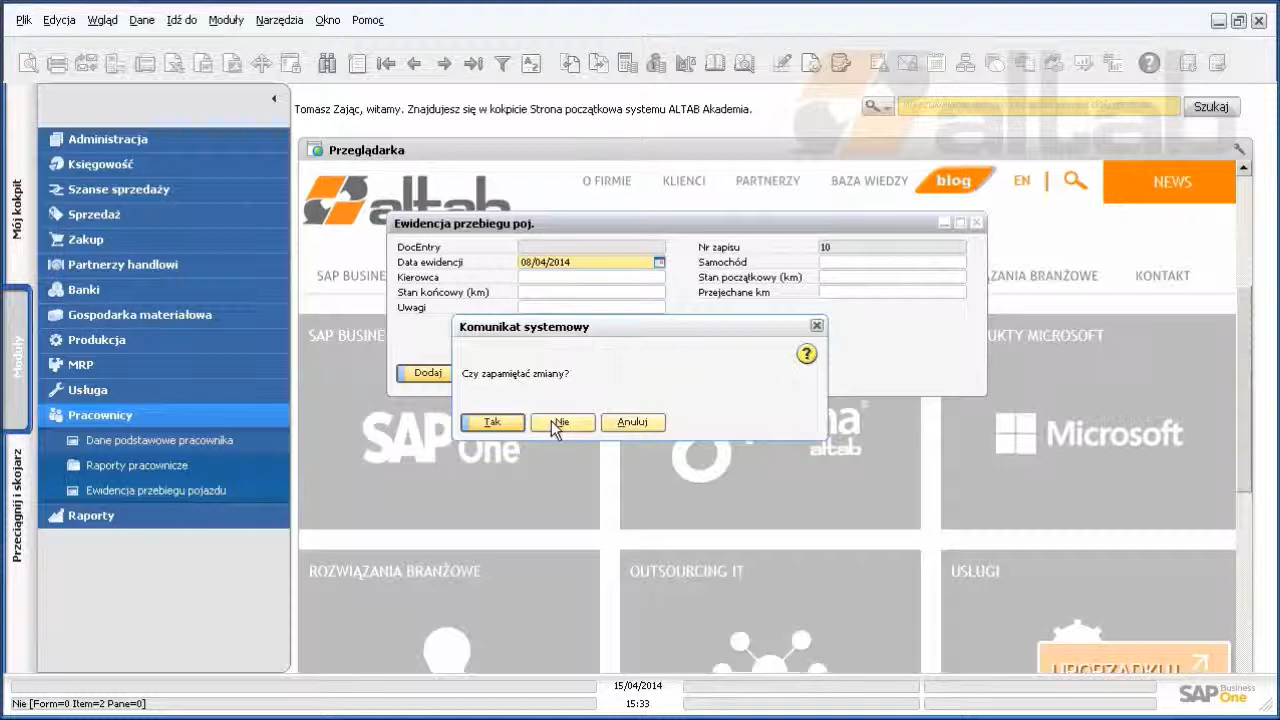 Plik Edycja Wgląd Dane Idź do Moduły Narzędzia Okno Pomoc
Tomasz Zając, witamy. Znajdujesz się w kokpicie Strona początkowa systemu ALTAB Akademia.
Szukaj
Mój kokpit
Moduły
Przeciągnij i skojarz
Administracja
Księgowość
Szanse sprzedaży
Sprzedaż
Zakup
Partnerzy handlowi
Banki
Gospodarka materiałowa
Produkcja
MRP
Usługa
Pracownicy
Dane podstawowe pracownika
Raporty pracownicze
Ewidencja przebiegu pojazdu
Raporty
Przeglądarka
altab
O FIRMIE KLIENCI PARTNERZY BAZA WIEDZY blog EN NEWS
SAP BUSINE
ZANIA BRANŻOWE KONTAKT
Ewidencja przebiegu poj.
DocEntry Nr zapisu 10
Data ewidencji 08/04/2014 Samochód
Kierowca Stan początkowy (km)
Stan końcowy (km) Przejechane km
Uwagi
Dodaj
Komunikat systemowy
Czy zapamiętać zmiany?
Tak Nie Anuluj
SAP BUSI
UKTY MICROSOFT
SAP
One
altab
Microsoft
ROZWIĄZANIA BRANŻOWE OUTSOURCING IT USŁUGI
UPORZĄDKUJ
15/04/2014
Nie [Form=0 Item=2 Pane=0] 15:33
SAP Business One